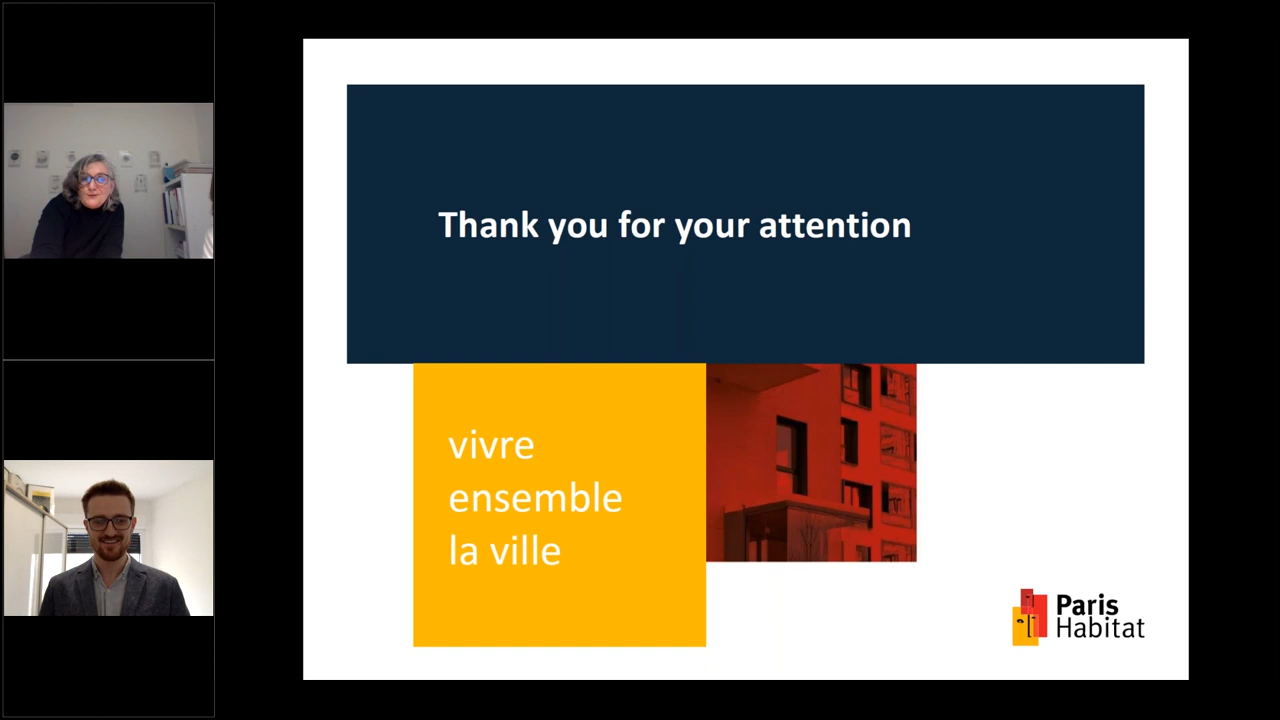 Thank you for your attention
vivre
ensemble
la ville
Paris
Habitat